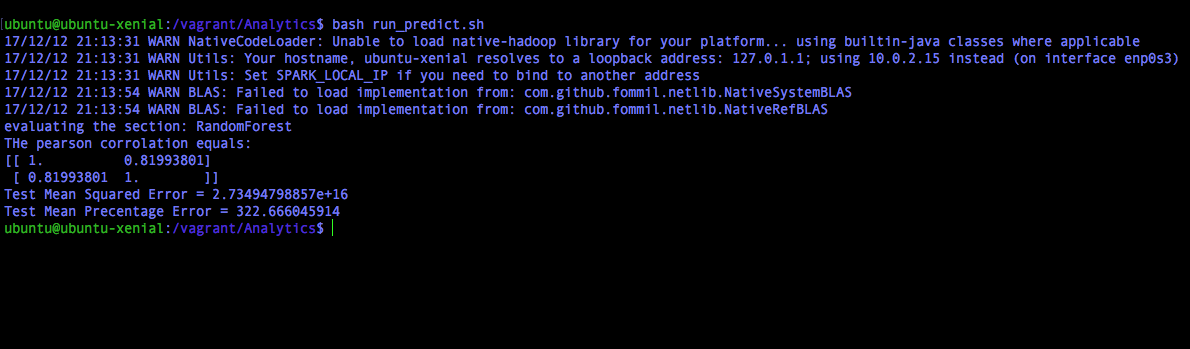 ubuntu@ubuntu-xenial:/vagrant/Analytics$ bash run_predict.sh
17/12/12 21:13:31 WARN NativeCodeLoader: Unable to load native-hadoop library for your platform... using builtin-java classes where applicable
17/12/12 21:13:31 WARN Utils: Your hostname, ubuntu-xenial resolves to a loopback address: 127.0.1.1; using 10.0.2.15 instead (on interface enp0s3)
17/12/12 21:13:31 WARN Utils: Set SPARK_LOCAL_IP if you need to bind to another address
17/12/12 21:13:54 WARN BLAS: Failed to load implementation from: com.github.fommil.netlib.NativeSystemBLAS
17/12/12 21:13:54 WARN BLAS: Failed to load implementation from: com.github.fommil.netlib.NativeRefBLAS
evaluating the section: RandomForest
THe pearson corrolation equals:
[[ 1.          0.81993801]
 [ 0.81993801  1.        ]]
Test Mean Squared Error = 2.73494798857e+16
Test Mean Precentage Error = 322.666045914
ubuntu@ubuntu-xenial:/vagrant/Analytics$